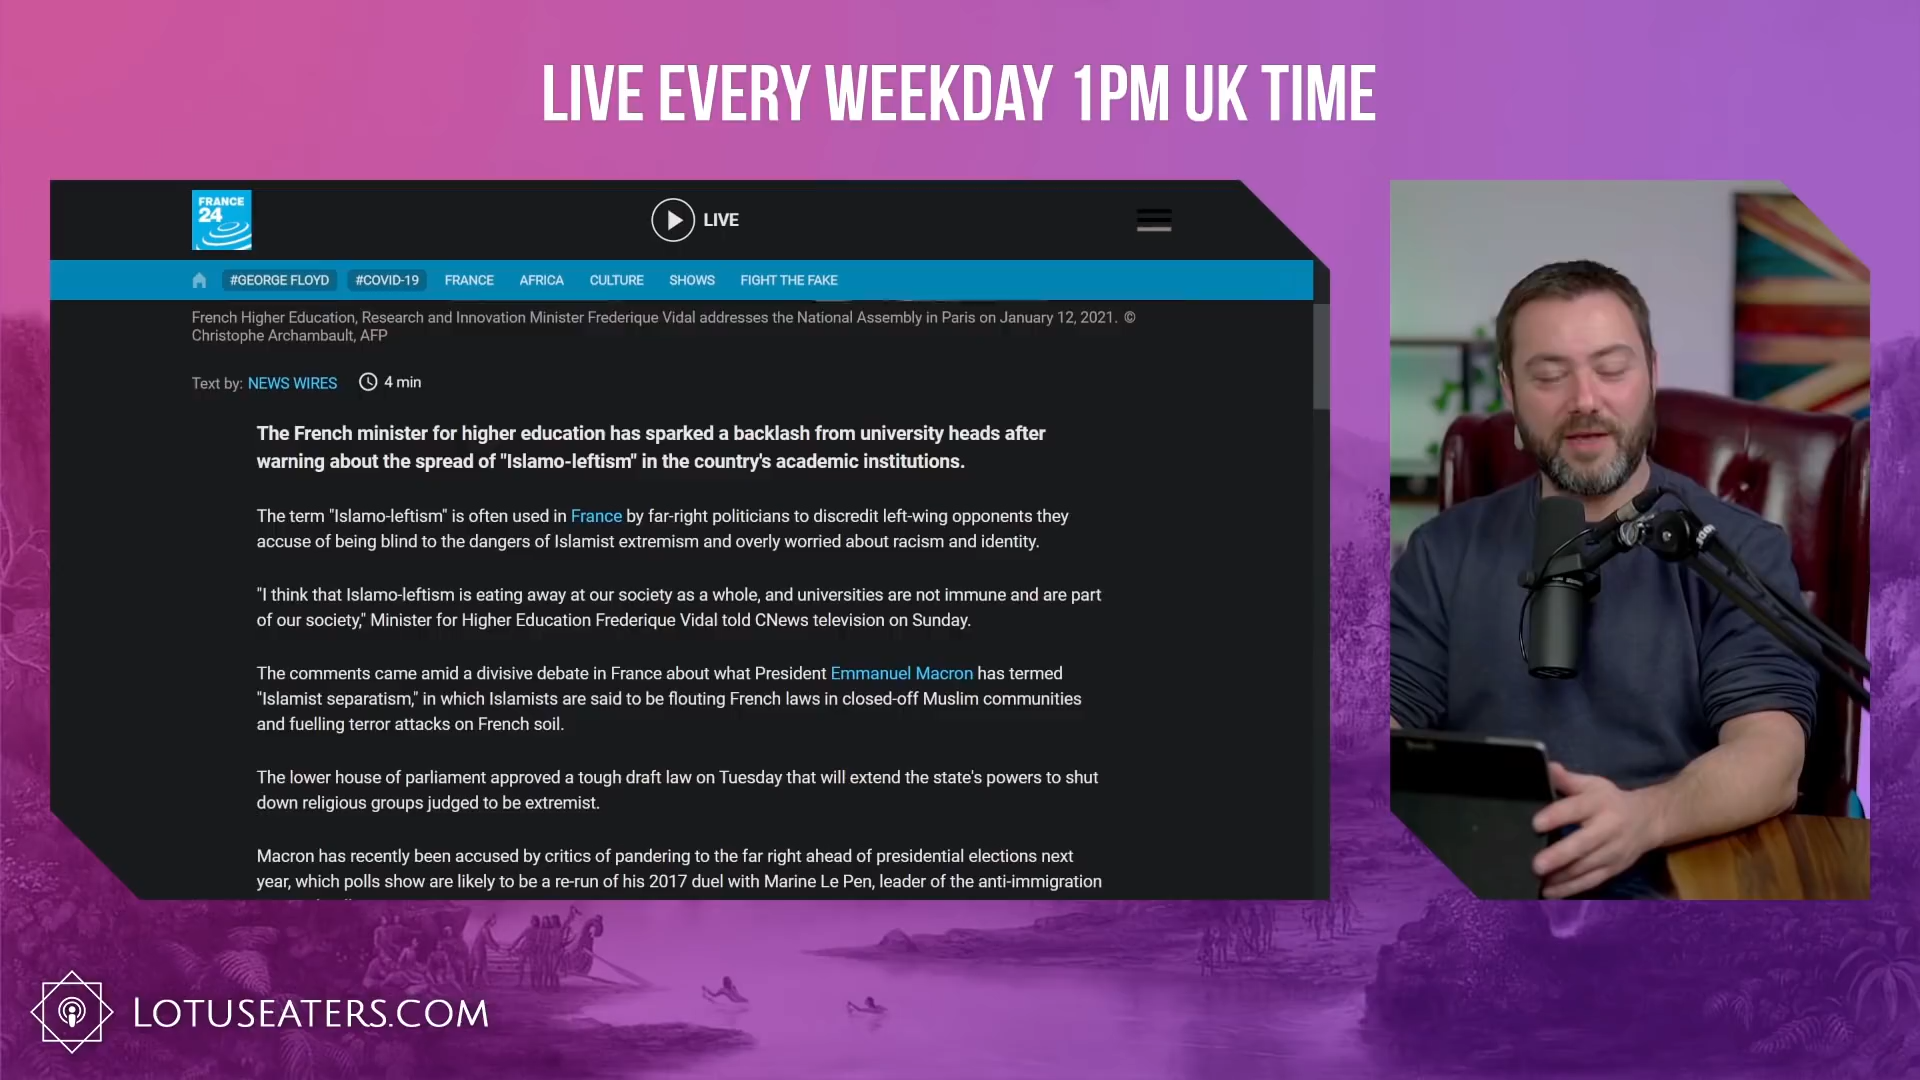 LIVE EVERY WEEKDAY 1PM UK TIME
FRANCE
24
LIVE
#GEORGE FLOYD #COVID-19 FRANCE AFRICA CULTURE SHOWS FIGHT THE FAKE
French Higher Education, Research and Innovation Minister Frederique Vidal addresses the National Assembly in Paris on January 12, 2021. ©
Christophe Archambault, AFP
Text by: NEWS WIRES 4 min
The French minister for higher education has sparked a backlash from university heads after
warning about the spread of "Islamo-leftism" in the country's academic institutions.
The term "Islamo-leftism" is often used in France by far-right politicians to discredit left-wing opponents they
accuse of being blind to the dangers of Islamist extremism and overly worried about racism and identity.
"I think that Islamo-leftism is eating away at our society as a whole, and universities are not immune and are part
of our society," Minister for Higher Education Frederique Vidal told CNews television on Sunday.
The comments came amid a divisive debate in France about what President Emmanuel Macron has termed
"Islamist separatism," in which Islamists are said to be flouting French laws in closed-off Muslim communities
and fuelling terror attacks on French soil.
The lower house of parliament approved a tough draft law on Tuesday that will extend the state's powers to shut
down religious groups judged to be extremist.
Macron has recently been accused by critics of pandering to the far right ahead of presidential elections next
year, which polls show are likely to be a re-run of his 2017 duel with Marine Le Pen, leader of the anti-immigration
LOTUSEATERS.COM